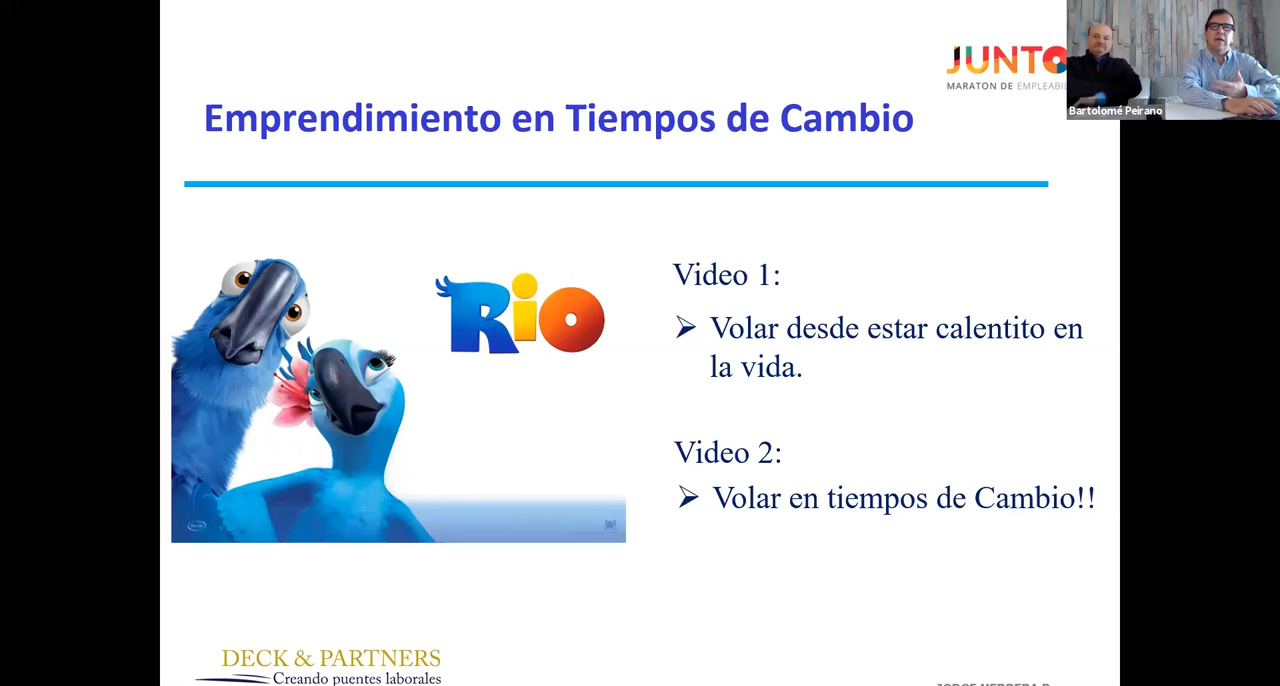 JUNTO
MARATON DE EMPLEABIL
Bartolomé Peirano
Emprendimiento en Tiempos de Cambio
RIO
Video 1:
➢ Volar desde estar calentito en
la vida.
Video 2:
➢ Volar en tiempos de Cambio!!
DECK & PARTNERS
Creando puentes laborales